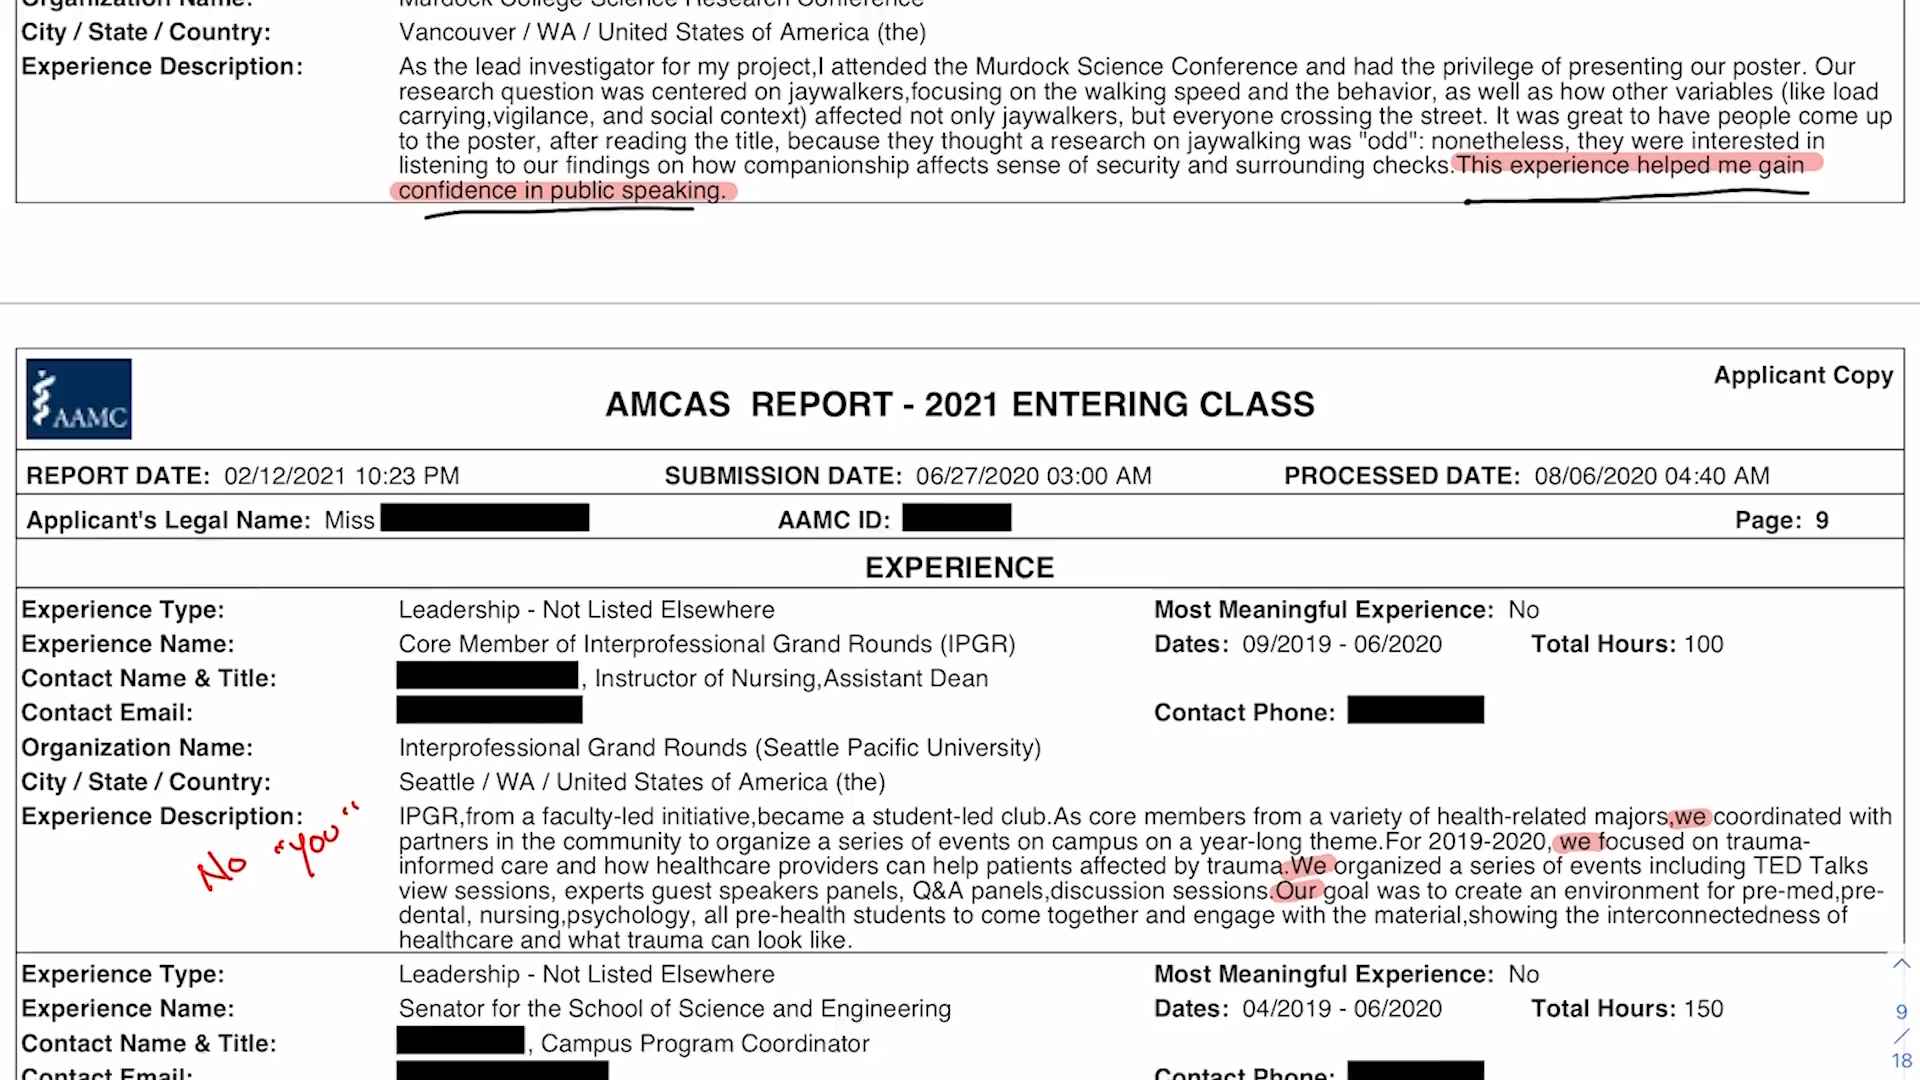 Organization Name: Murdock College Science Research Conference
City / State / Country: Vancouver / WA / United States of America (the)
Experience Description: As the lead investigator for my project,I attended the Murdock Science Conference and had the privilege of presenting our poster. Our
research question was centered on jaywalkers,focusing on the walking speed and the behavior, as well as how other variables (like load
carrying,vigilance, and social context) affected not only jaywalkers, but everyone crossing the street. It was great to have people come up
to the poster, after reading the title, because they thought a research on jaywalking was "odd": nonetheless, they were interested in
listening to our findings on how companionship affects sense of security and surrounding checks.This experience helped me gain
confidence in public speaking.
AAMC
Applicant Copy
AMCAS REPORT - 2021 ENTERING CLASS
REPORT DATE: 02/12/2021 10:23 PM SUBMISSION DATE: 06/27/2020 03:00 AM PROCESSED DATE: 08/06/2020 04:40 AM
Applicant's Legal Name: Miss AAMC ID: Page: 9
EXPERIENCE
Experience Type: Leadership - Not Listed Elsewhere Most Meaningful Experience: No
Experience Name: Core Member of Interprofessional Grand Rounds (IPGR) Dates: 09/2019 - 06/2020 Total Hours: 100
Contact Name & Title: , Instructor of Nursing,Assistant Dean
Contact Email: Contact Phone:
Organization Name: Interprofessional Grand Rounds (Seattle Pacific University)
City / State / Country: Seattle / WA / United States of America (the)
Experience Description: IPGR,from a faculty-led initiative,became a student-led club.As core members from a variety of health-related majors,we coordinated with
partners in the community to organize a series of events on campus on a year-long theme.For 2019-2020, we focused on trauma-
informed care and how healthcare providers can help patients affected by trauma.We organized a series of events including TED Talks
view sessions, experts guest speakers panels, Q&A panels,discussion sessions.Our goal was to create an environment for pre-med,pre-
dental, nursing,psychology, all pre-health students to come together and engage with the material,showing the interconnectedness of
healthcare and what trauma can look like.
No "you"
Experience Type: Leadership - Not Listed Elsewhere Most Meaningful Experience: No
Experience Name: Senator for the School of Science and Engineering Dates: 04/2019 - 06/2020 Total Hours: 150
Contact Name & Title: , Campus Program Coordinator
Contact Email: Contact Phone:
9
/
18